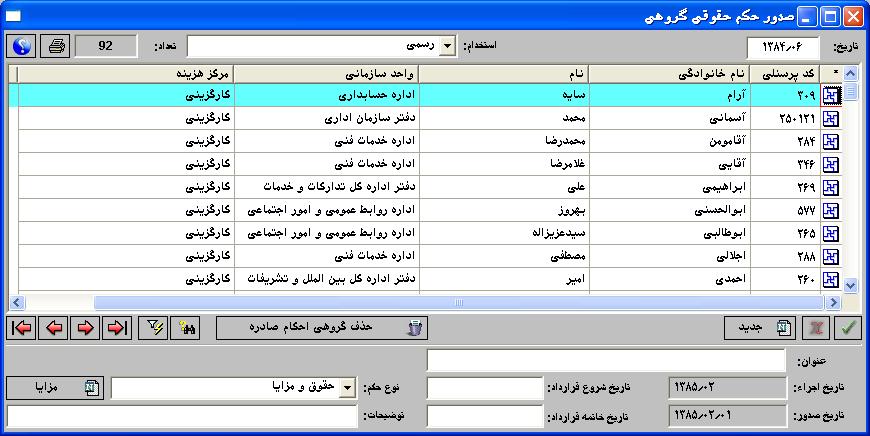 صدور حکم حقوقی گروهی
تاریخ: ۱۳۸۴/۰۶ استخدام: رسمی تعداد: 92
* کد پرسنلی نام خانوادگی نام واحد سازمانی مرکز هزینه
۳۰۹ آرام سایه اداره حسابداری کارگزینی
۲۵۰۱۲۱ آسمانی محمد دفتر سازمان اداری کارگزینی
۲۸۴ آقامومن محمدرضا اداره خدمات فنی کارگزینی
۳۴۶ آقایی غلامرضا اداره خدمات فنی کارگزینی
۲۶۹ ابراهیمی علی دفتر اداره کل تدارکات و خدمات کارگزینی
۵۷۷ ابوالحسنی بهروز اداره روابط عمومی و امور اجتماعی کارگزینی
۲۶۵ ابوطالبی سیدعزیزاله اداره روابط عمومی و امور اجتماعی کارگزینی
۲۸۸ اجلالی مصطفی اداره خدمات فنی کارگزینی
۲۶۰ احمدی امیر دفتر اداره کل بین الملل و تشریفات کارگزینی
جدید حذف گروهی احکام صادره
عنوان:
تاریخ اجراء: ۱۳۸۵/۰۲ تاریخ شروع قرارداد: نوع حکم: حقوق و مزایا مزایا
تاریخ صدور: ۱۳۸۵/۰۲/۰۱ تاریخ خاتمه قرارداد: توضیحات: